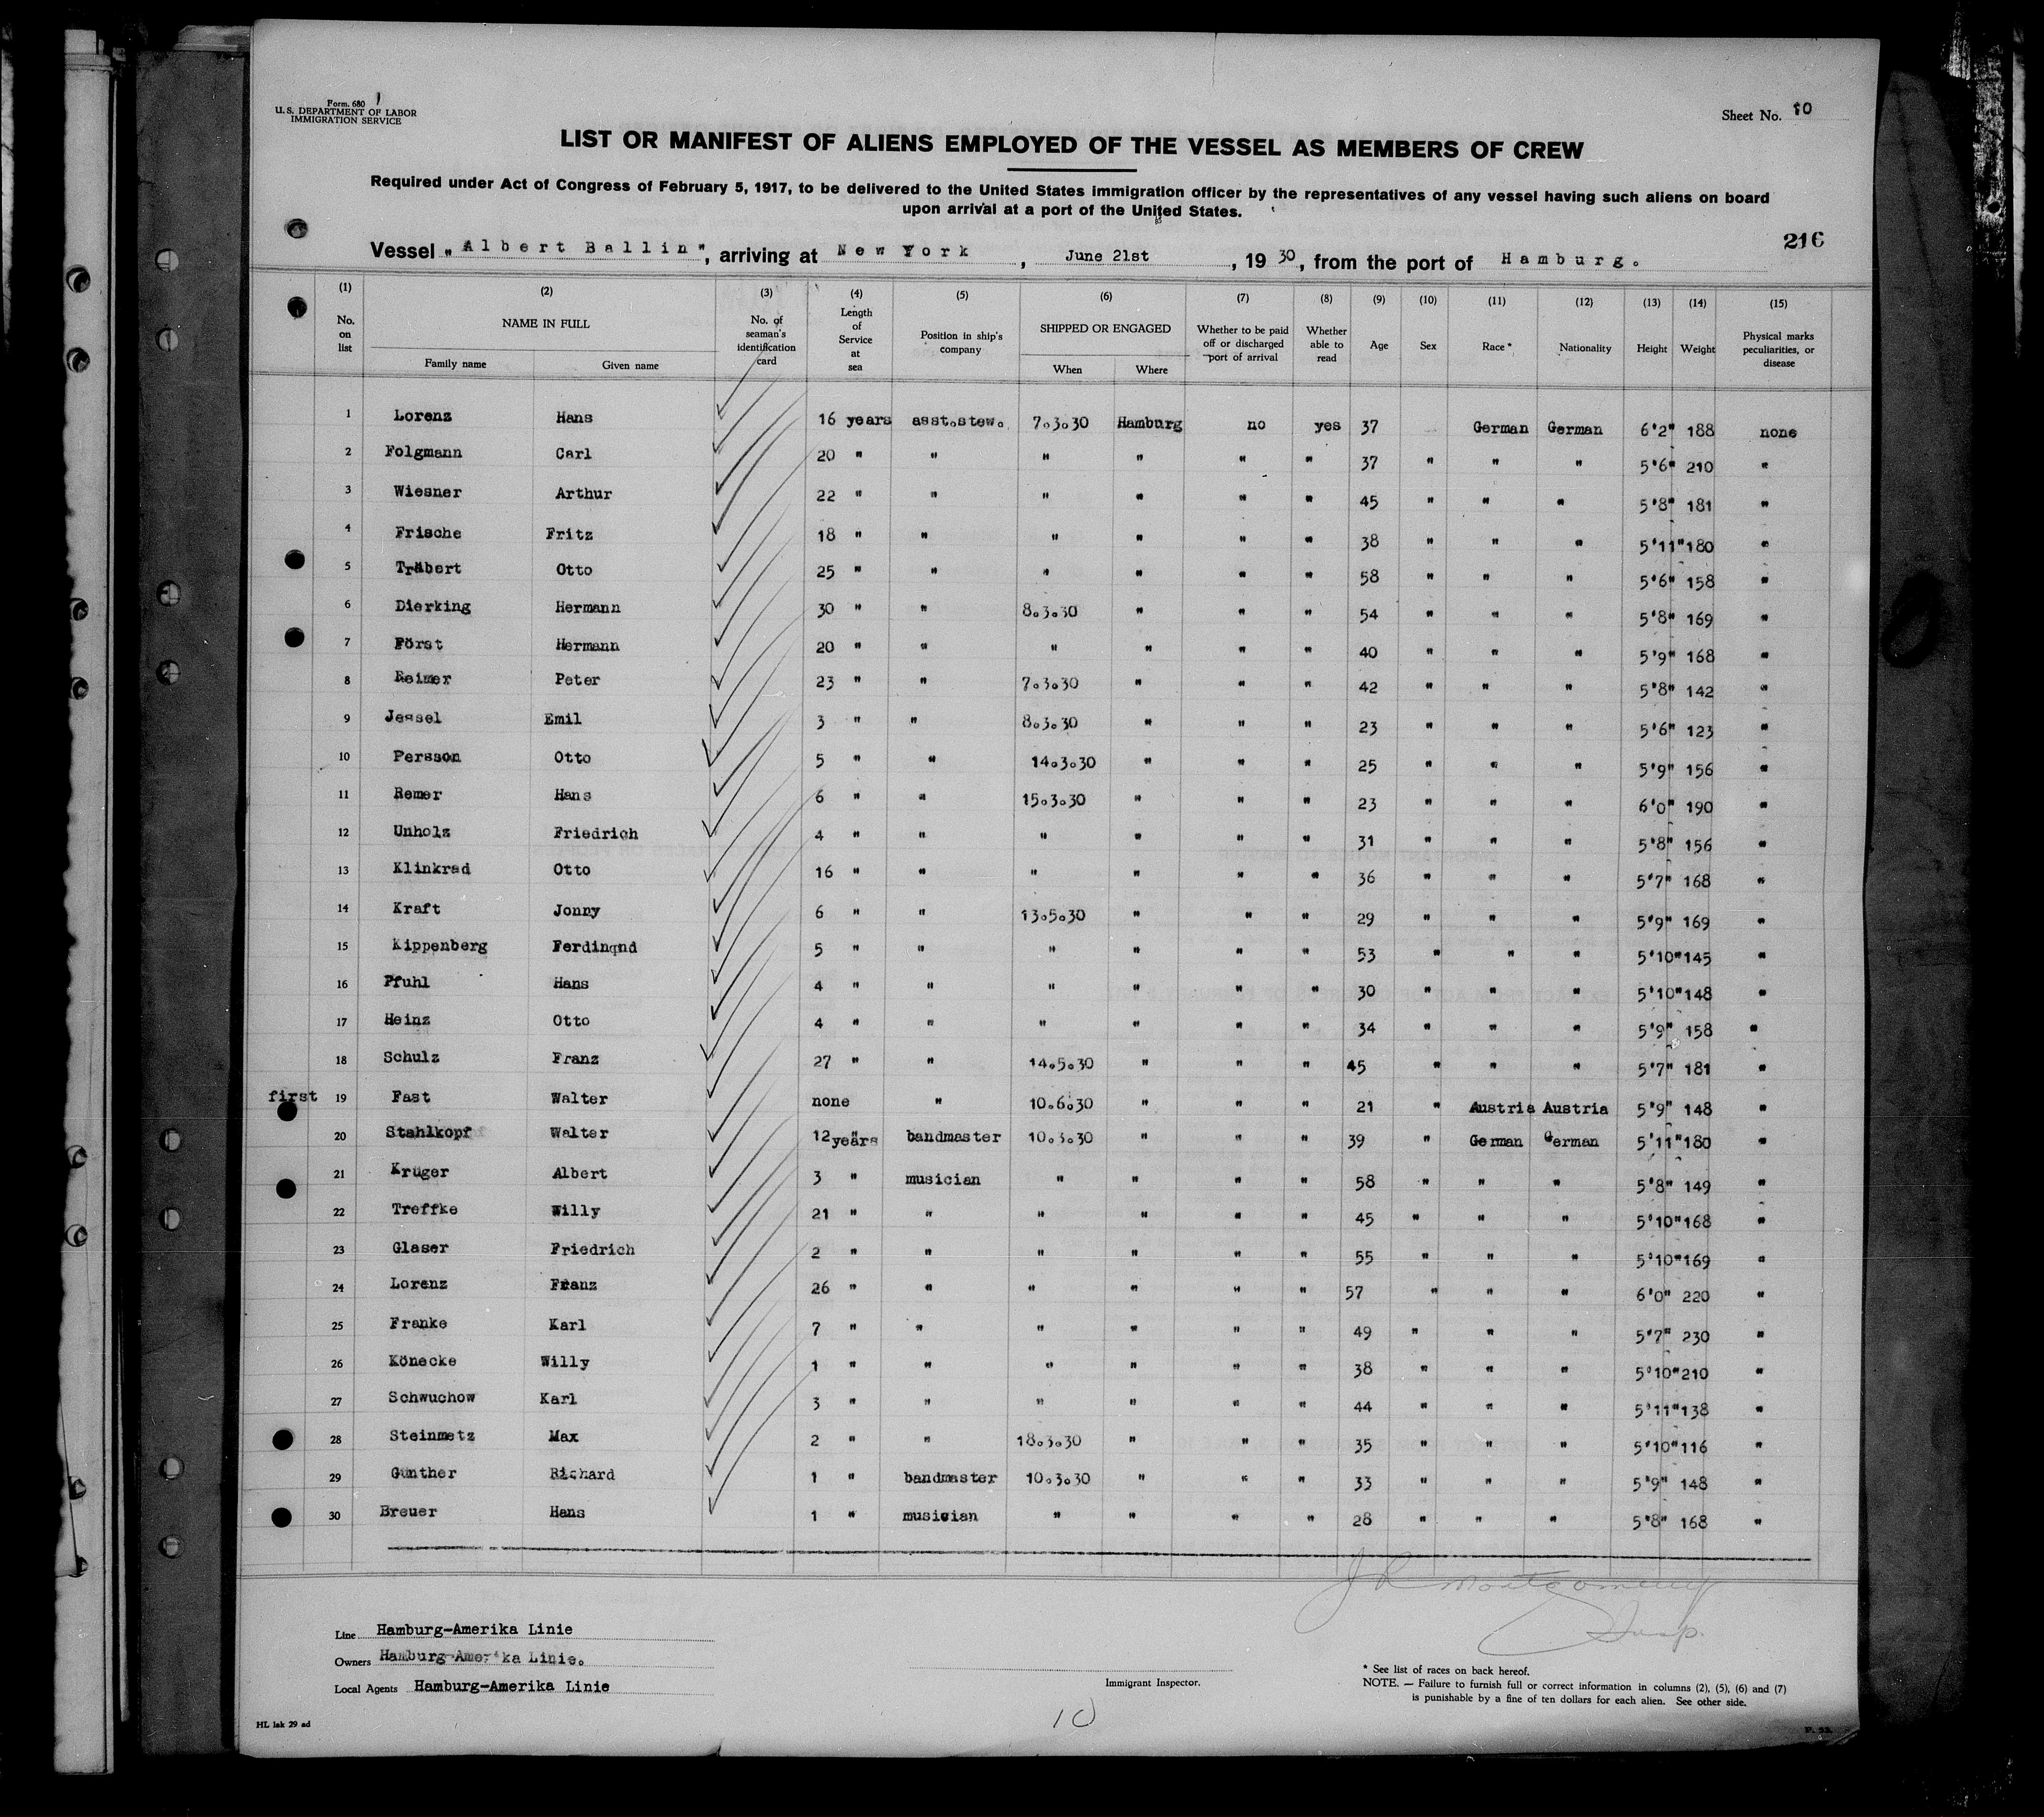 Form. 680
U. S. DEPARTMENT OF LABOR
IMMIGRATION SERVICE
Sheet No. 10
LIST OR MANIFEST OF ALIENS EMPLOYED OF THE VESSEL AS MEMBERS OF CREW
Required under Act of Congress of February 5, 1917, to be delivered to the United States immigration officer by the representatives of any vessel having such aliens on board
upon arrival at a port of the United States.
216
Vessel „Albert Ballin", arriving at New York, June 21st, 1930, from the port of Hamburg.
(1) (2) (3) (4) (5) (6) (7) (8) (9) (10) (11) (12) (13) (14) (15)
No. on list NAME IN FULL Family name Given name No. of seaman's identification card Length of Service at sea Position in ship's company SHIPPED OR ENGAGED When Where Whether to be paid off or discharged port of arrival Whether able to read Age Sex Race* Nationality Height Weight Physical marks peculiarities, or disease
1 Lorenz Hans 16 years asst.stew. 7.3.30 Hamburg no yes 37 German German 6'2" 188 none
2 Folgmann Carl 20 " " " " " " 37 " " " 5'6" 210 "
3 Wiesner Arthur 22 " " " " " " 45 " " " 5'8" 181 "
4 Frische Fritz 18 " " " " " " 38 " " " 5'11" 180 "
5 Träbert Otto 25 " " " " " " 58 " " " 5'6" 158 "
6 Dierking Hermann 30 " " 8.3.30 " " " 54 " " " 5'8" 169 "
7 Först Hermann 20 " " " " " " 40 " " " 5'9" 168 "
8 Reimer Peter 23 " " 7.3.30 " " " 42 " " " 5'8" 142 "
9 Jessel Emil 3 " " 8.3.30 " " " 23 " " " 5'6" 123 "
10 Persson Otto 5 " " 14.3.30 " " " 25 " " " 5'9" 156 "
11 Remer Hans 6 " " 15.3.30 " " " 23 " " " 6'0" 190 "
12 Unholz Friedrich 4 " " " " " " 31 " " " 5'8" 156 "
13 Klinkrad Otto 16 " " " " " " 36 " " " 5'7" 168 "
14 Kraft Jonny 6 " " 13.5.30 " " " 29 " " " 5'9" 169 "
15 Kippenberg Ferdinqnd 5 " " " " " " 53 " " " 5'10" 145 "
16 Pfuhl Hans 4 " " " " " " 30 " " " 5'10" 148 "
17 Heinz Otto 4 " " " " " " 34 " " " 5'9" 158 "
18 Schulz Franz 27 " " 14.5.30 " " " 45 " " " 5'7" 181 "
first 19 Fast Walter none " 10.6.30 " " " 21 " Austria Austria 5'9" 148 "
20 Stahlkopf Walter 12 years bandmaster 10.3.30 " " " 39 " German German 5'11" 180 "
21 Krüger Albert 3 " musician " " " " 58 " " " 5'8" 149 "
22 Treffke Willy 21 " " " " " " 45 " " " 5'10" 168 "
23 Glaser Friedrich 2 " " " " " " 55 " " " 5'10" 169 "
24 Lorenz Franz 26 " " " " " " 57 " " " 6'0" 220 "
25 Franke Karl 7 " " " " " " 49 " " " 5'7" 230 "
26 Könecke Willy 1 " " " " " " 38 " " " 5'10" 210 "
27 Schwuchow Karl 3 " " " " " " 44 " " " 5'11" 138 "
28 Steinmetz Max 2 " " 18.3.30 " " " 35 " " " 5'10" 116 "
29 Günther Richard 1 " bandmaster 10.3.30 " " " 33 " " " 5'9" 148 "
30 Breuer Hans 1 " musician " " " " 28 " " " 5'8" 168 "
J R Montgomery
Insp.
Line Hamburg-Amerika Linie
Owners Hamburg-Amerika Linie.
Local Agents Hamburg-Amerika Linie
Immigrant Inspector.
* See list of races on back hereof.
NOTE. — Failure to furnish full or correct information in columns (2), (5), (6) and (7)
is punishable by a fine of ten dollars for each alien. See other side.
10
HL lak 29 ad